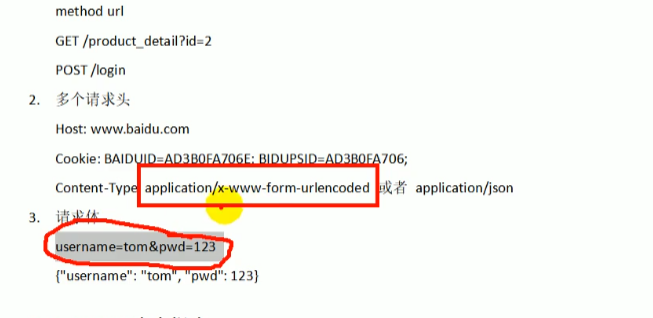 method url
GET /product_detail?id=2
POST /login
2. 多个请求头
Host: www.baidu.com
Cookie: BAIDUID=AD3B0FA706E; BIDUPSID=AD3B0FA706;
Content-Type application/x-www-form-urlencoded 或者 application/json
3. 请求体
username=tom&pwd=123
{"username": "tom", "pwd": 123}